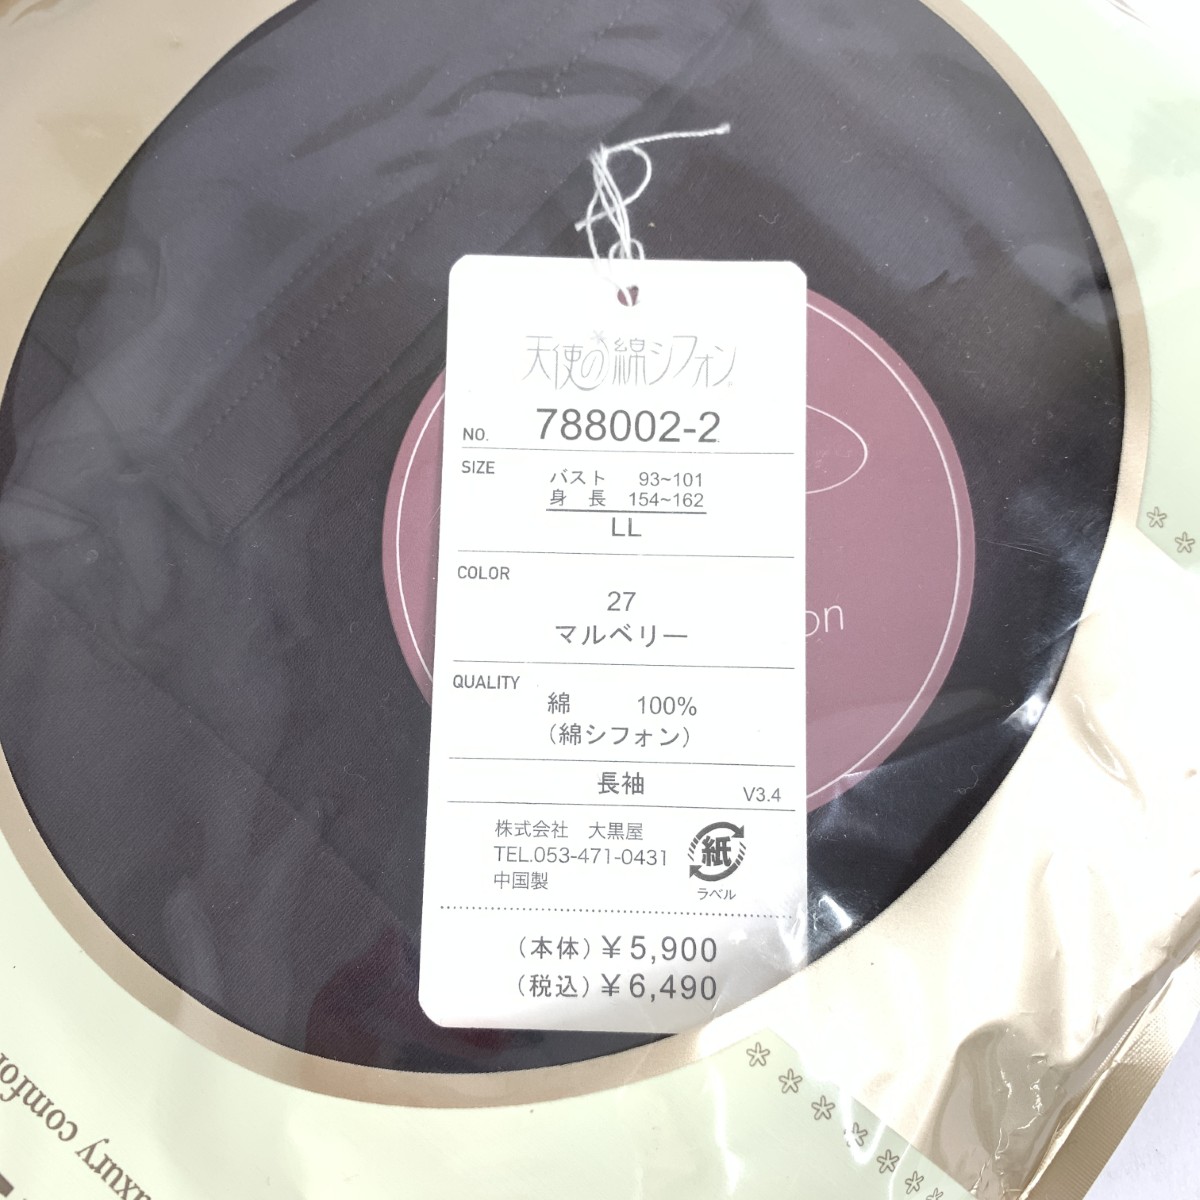 天使の綿シフォン
NO. 788002-2
SIZE
バスト 93~101
身 長 154~162
LL
COLOR
27
マルベリー
QUALITY
綿 100%
(綿シフォン)
長袖 V3.4
株式会社 大黒屋
TEL.053-471-0431
中国製
紙
ラベル
(本体) ¥5,900
(税込) ¥6,490
on
uxury comfor